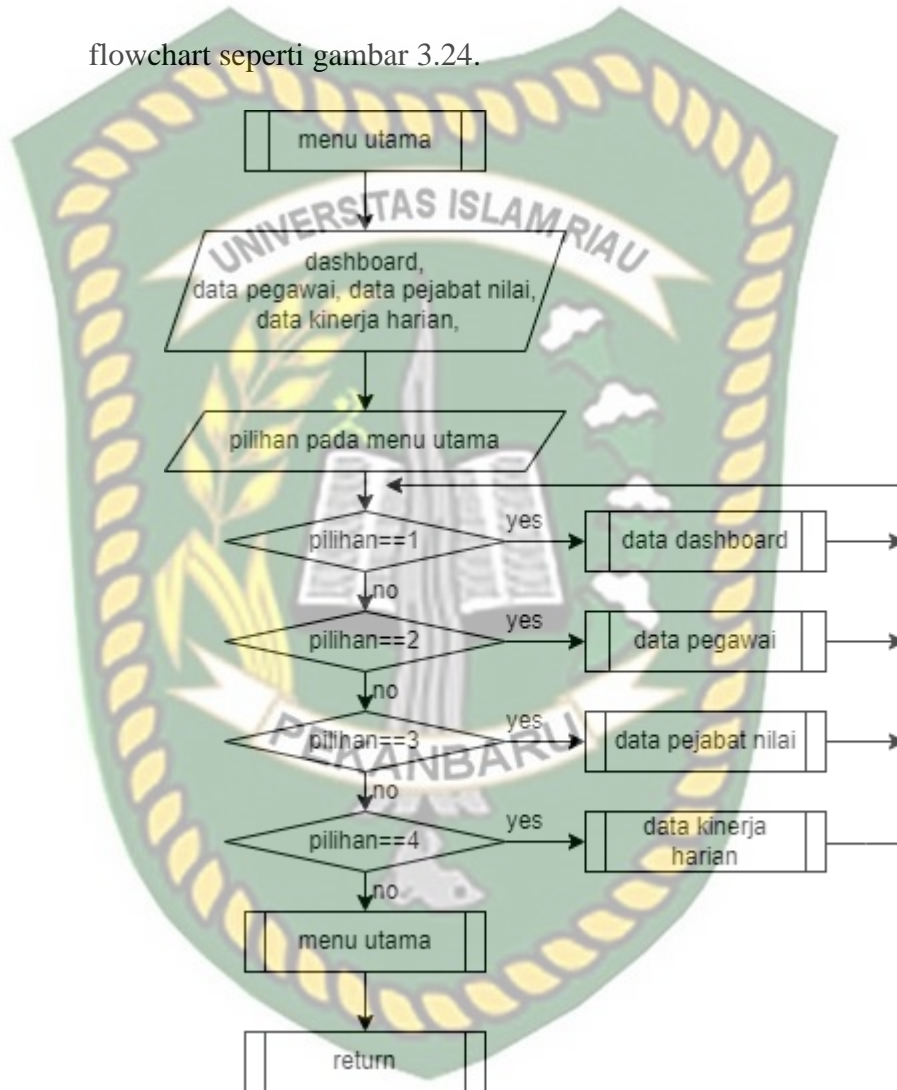 flowchart seperti gambar 3.24.
menu utama
UNIVERSITAS ISLAM RIAU
dashboard,
data pegawai, data pejabat nilai,
data kinerja harian,
pilihan pada menu utama
pilihan==1
yes
data dashboard
no
pilihan==2
yes
data pegawai
no
pilihan==3
yes
data pejabat nilai
PEKANBARU
no
pilihan==4
yes
data kinerja
harian
no
menu utama
return